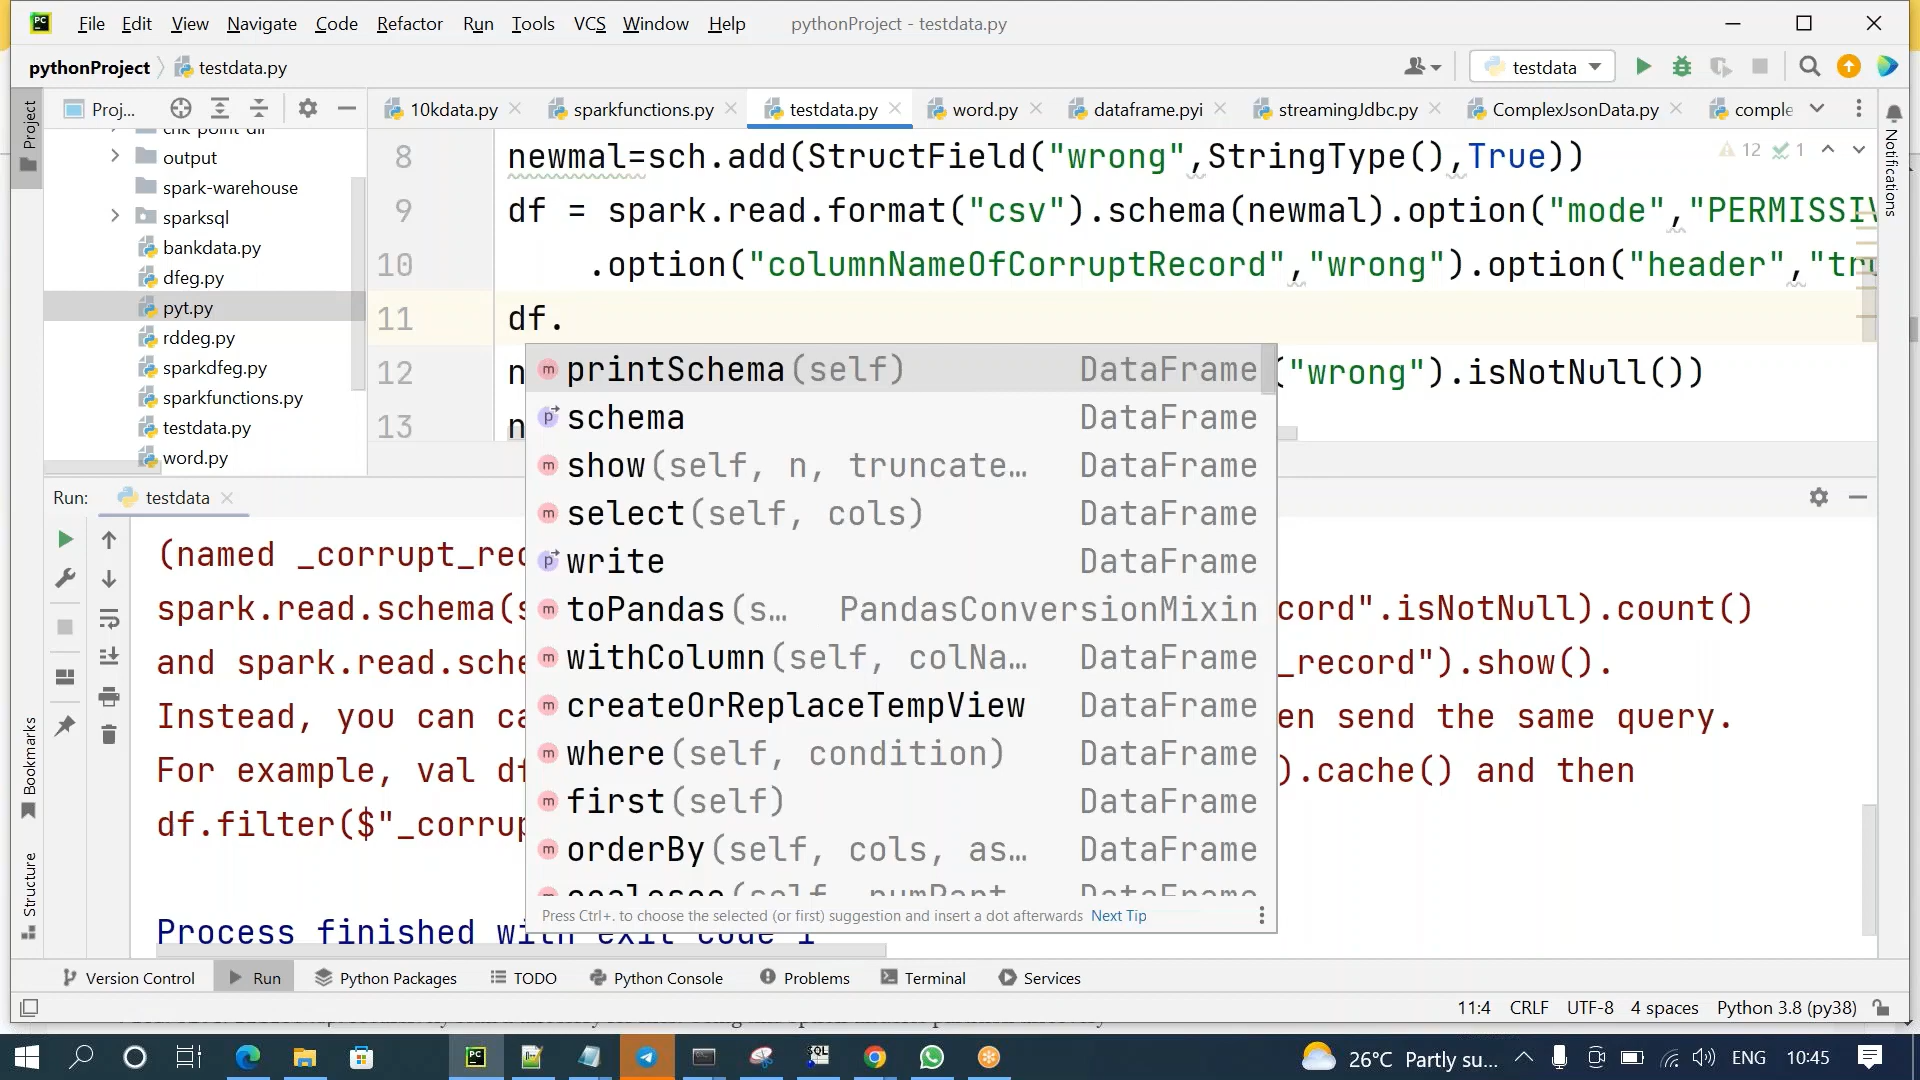 File Edit View Navigate Code Refactor Run Tools VCS Window Help pythonProject - testdata.py
pythonProject testdata.py testdata
Project Proj... 10kdata.py sparkfunctions.py testdata.py word.py dataframe.pyi streamingJdbc.py ComplexJsonData.py comple
Notifications
output
spark-warehouse
sparksql
bankdata.py
dfeg.py
pyt.py
rddeg.py
sparkdfeg.py
sparkfunctions.py
testdata.py
word.py
12 1
8 newmal=sch.add(StructField("wrong",StringType(),True))
9 df = spark.read.format("csv").schema(newmal).option("mode","PERMISSIV
10 .option("columnNameOfCorruptRecord","wrong").option("header","tru
11 df.
12 n ("wrong").isNotNull())
13 n
printSchema(self) DataFrame
schema DataFrame
show(self, n, truncate… DataFrame
select(self, cols) DataFrame
write DataFrame
toPandas(s… PandasConversionMixin
withColumn(self, colNa… DataFrame
createOrReplaceTempView DataFrame
where(self, condition) DataFrame
first(self) DataFrame
orderBy(self, cols, as… DataFrame
coalesce(self, numPart DataFrame
Press Ctrl+. to choose the selected (or first) suggestion and insert a dot afterwards Next Tip
Run: testdata
(named _corrupt_rec
spark.read.schema(s cord".isNotNull).count()
and spark.read.sche _record").show().
Instead, you can ca en send the same query.
For example, val df ).cache() and then
df.filter($"_corrup
Process finished with exit code 1
Bookmarks
Structure
Version Control Run Python Packages TODO Python Console Problems Terminal Services
11:4 CRLF UTF-8 4 spaces Python 3.8 (py38)
26°C Partly su... ENG 10:45